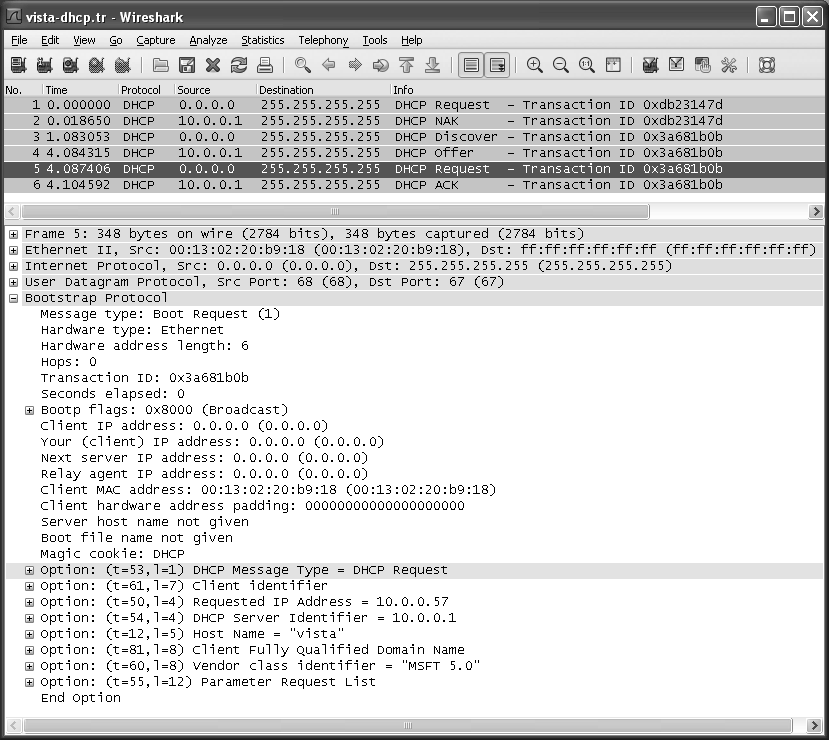 vista-dhcp.tr - Wireshark
File Edit View Go Capture Analyze Statistics Telephony Tools Help
No. Time Protocol Source Destination Info
1 0.000000 DHCP 0.0.0.0 255.255.255.255 DHCP Request - Transaction ID 0xdb23147d
2 0.018650 DHCP 10.0.0.1 255.255.255.255 DHCP NAK - Transaction ID 0xdb23147d
3 1.083053 DHCP 0.0.0.0 255.255.255.255 DHCP Discover - Transaction ID 0x3a681b0b
4 4.084315 DHCP 10.0.0.1 255.255.255.255 DHCP Offer - Transaction ID 0x3a681b0b
5 4.087406 DHCP 0.0.0.0 255.255.255.255 DHCP Request - Transaction ID 0x3a681b0b
6 4.104592 DHCP 10.0.0.1 255.255.255.255 DHCP ACK - Transaction ID 0x3a681b0b
Frame 5: 348 bytes on wire (2784 bits), 348 bytes captured (2784 bits)
Ethernet II, Src: 00:13:02:20:b9:18 (00:13:02:20:b9:18), Dst: ff:ff:ff:ff:ff:ff (ff:ff:ff:ff:ff:ff)
Internet Protocol, Src: 0.0.0.0 (0.0.0.0), Dst: 255.255.255.255 (255.255.255.255)
User Datagram Protocol, Src Port: 68 (68), Dst Port: 67 (67)
Bootstrap Protocol
Message type: Boot Request (1)
Hardware type: Ethernet
Hardware address length: 6
Hops: 0
Transaction ID: 0x3a681b0b
Seconds elapsed: 0
Bootp flags: 0x8000 (Broadcast)
Client IP address: 0.0.0.0 (0.0.0.0)
Your (client) IP address: 0.0.0.0 (0.0.0.0)
Next server IP address: 0.0.0.0 (0.0.0.0)
Relay agent IP address: 0.0.0.0 (0.0.0.0)
Client MAC address: 00:13:02:20:b9:18 (00:13:02:20:b9:18)
Client hardware address padding: 00000000000000000000
Server host name not given
Boot file name not given
Magic cookie: DHCP
Option: (t=53,l=1) DHCP Message Type = DHCP Request
Option: (t=61,l=7) Client identifier
Option: (t=50,l=4) Requested IP Address = 10.0.0.57
Option: (t=54,l=4) DHCP Server Identifier = 10.0.0.1
Option: (t=12,l=5) Host Name = "vista"
Option: (t=81,l=8) Client Fully Qualified Domain Name
Option: (t=60,l=8) Vendor class identifier = "MSFT 5.0"
Option: (t=55,l=12) Parameter Request List
End Option